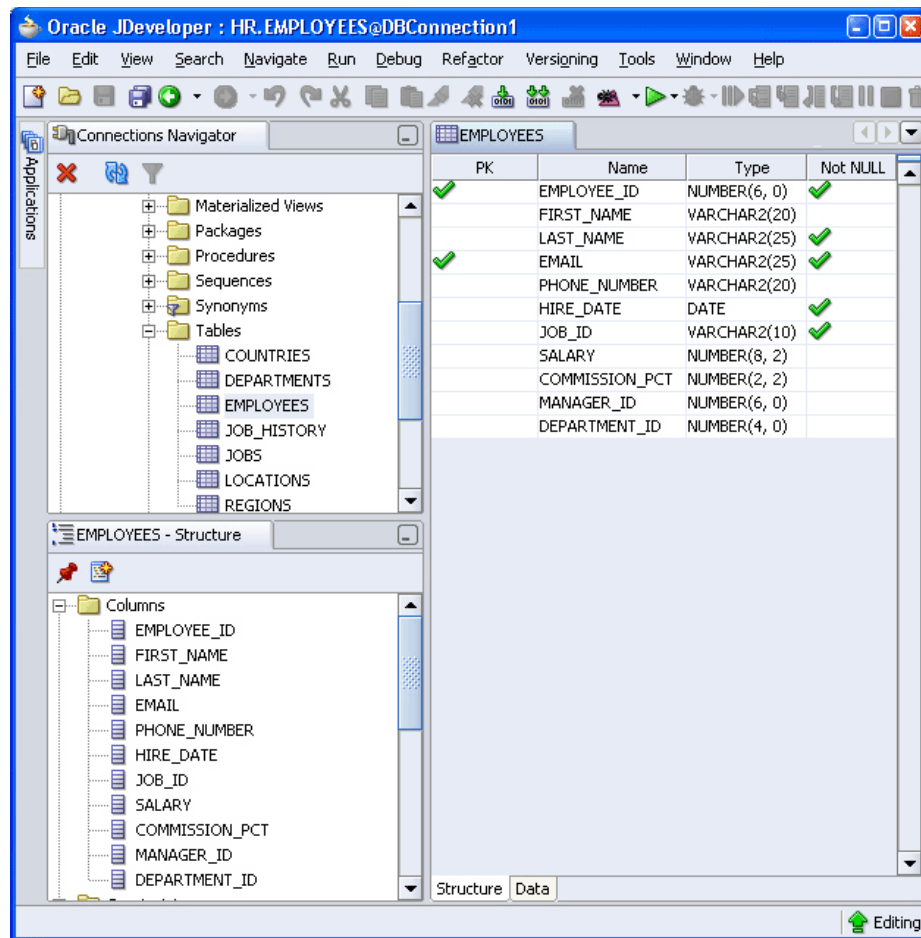 Oracle JDeveloper : HR.EMPLOYEES@DBConnection1
File Edit View Search Navigate Run Debug Refactor Versioning Tools Window Help
Applications
Connections Navigator
Materialized Views
Packages
Procedures
Sequences
Synonyms
Tables
COUNTRIES
DEPARTMENTS
EMPLOYEES
JOB_HISTORY
JOBS
LOCATIONS
REGIONS
EMPLOYEES - Structure
Columns
EMPLOYEE_ID
FIRST_NAME
LAST_NAME
EMAIL
PHONE_NUMBER
HIRE_DATE
JOB_ID
SALARY
COMMISSION_PCT
MANAGER_ID
DEPARTMENT_ID
EMPLOYEES
PK Name Type Not NULL
EMPLOYEE_ID NUMBER(6, 0)
FIRST_NAME VARCHAR2(20)
LAST_NAME VARCHAR2(25)
EMAIL VARCHAR2(25)
PHONE_NUMBER VARCHAR2(20)
HIRE_DATE DATE
JOB_ID VARCHAR2(10)
SALARY NUMBER(8, 2)
COMMISSION_PCT NUMBER(2, 2)
MANAGER_ID NUMBER(6, 0)
DEPARTMENT_ID NUMBER(4, 0)
Structure Data
Editing